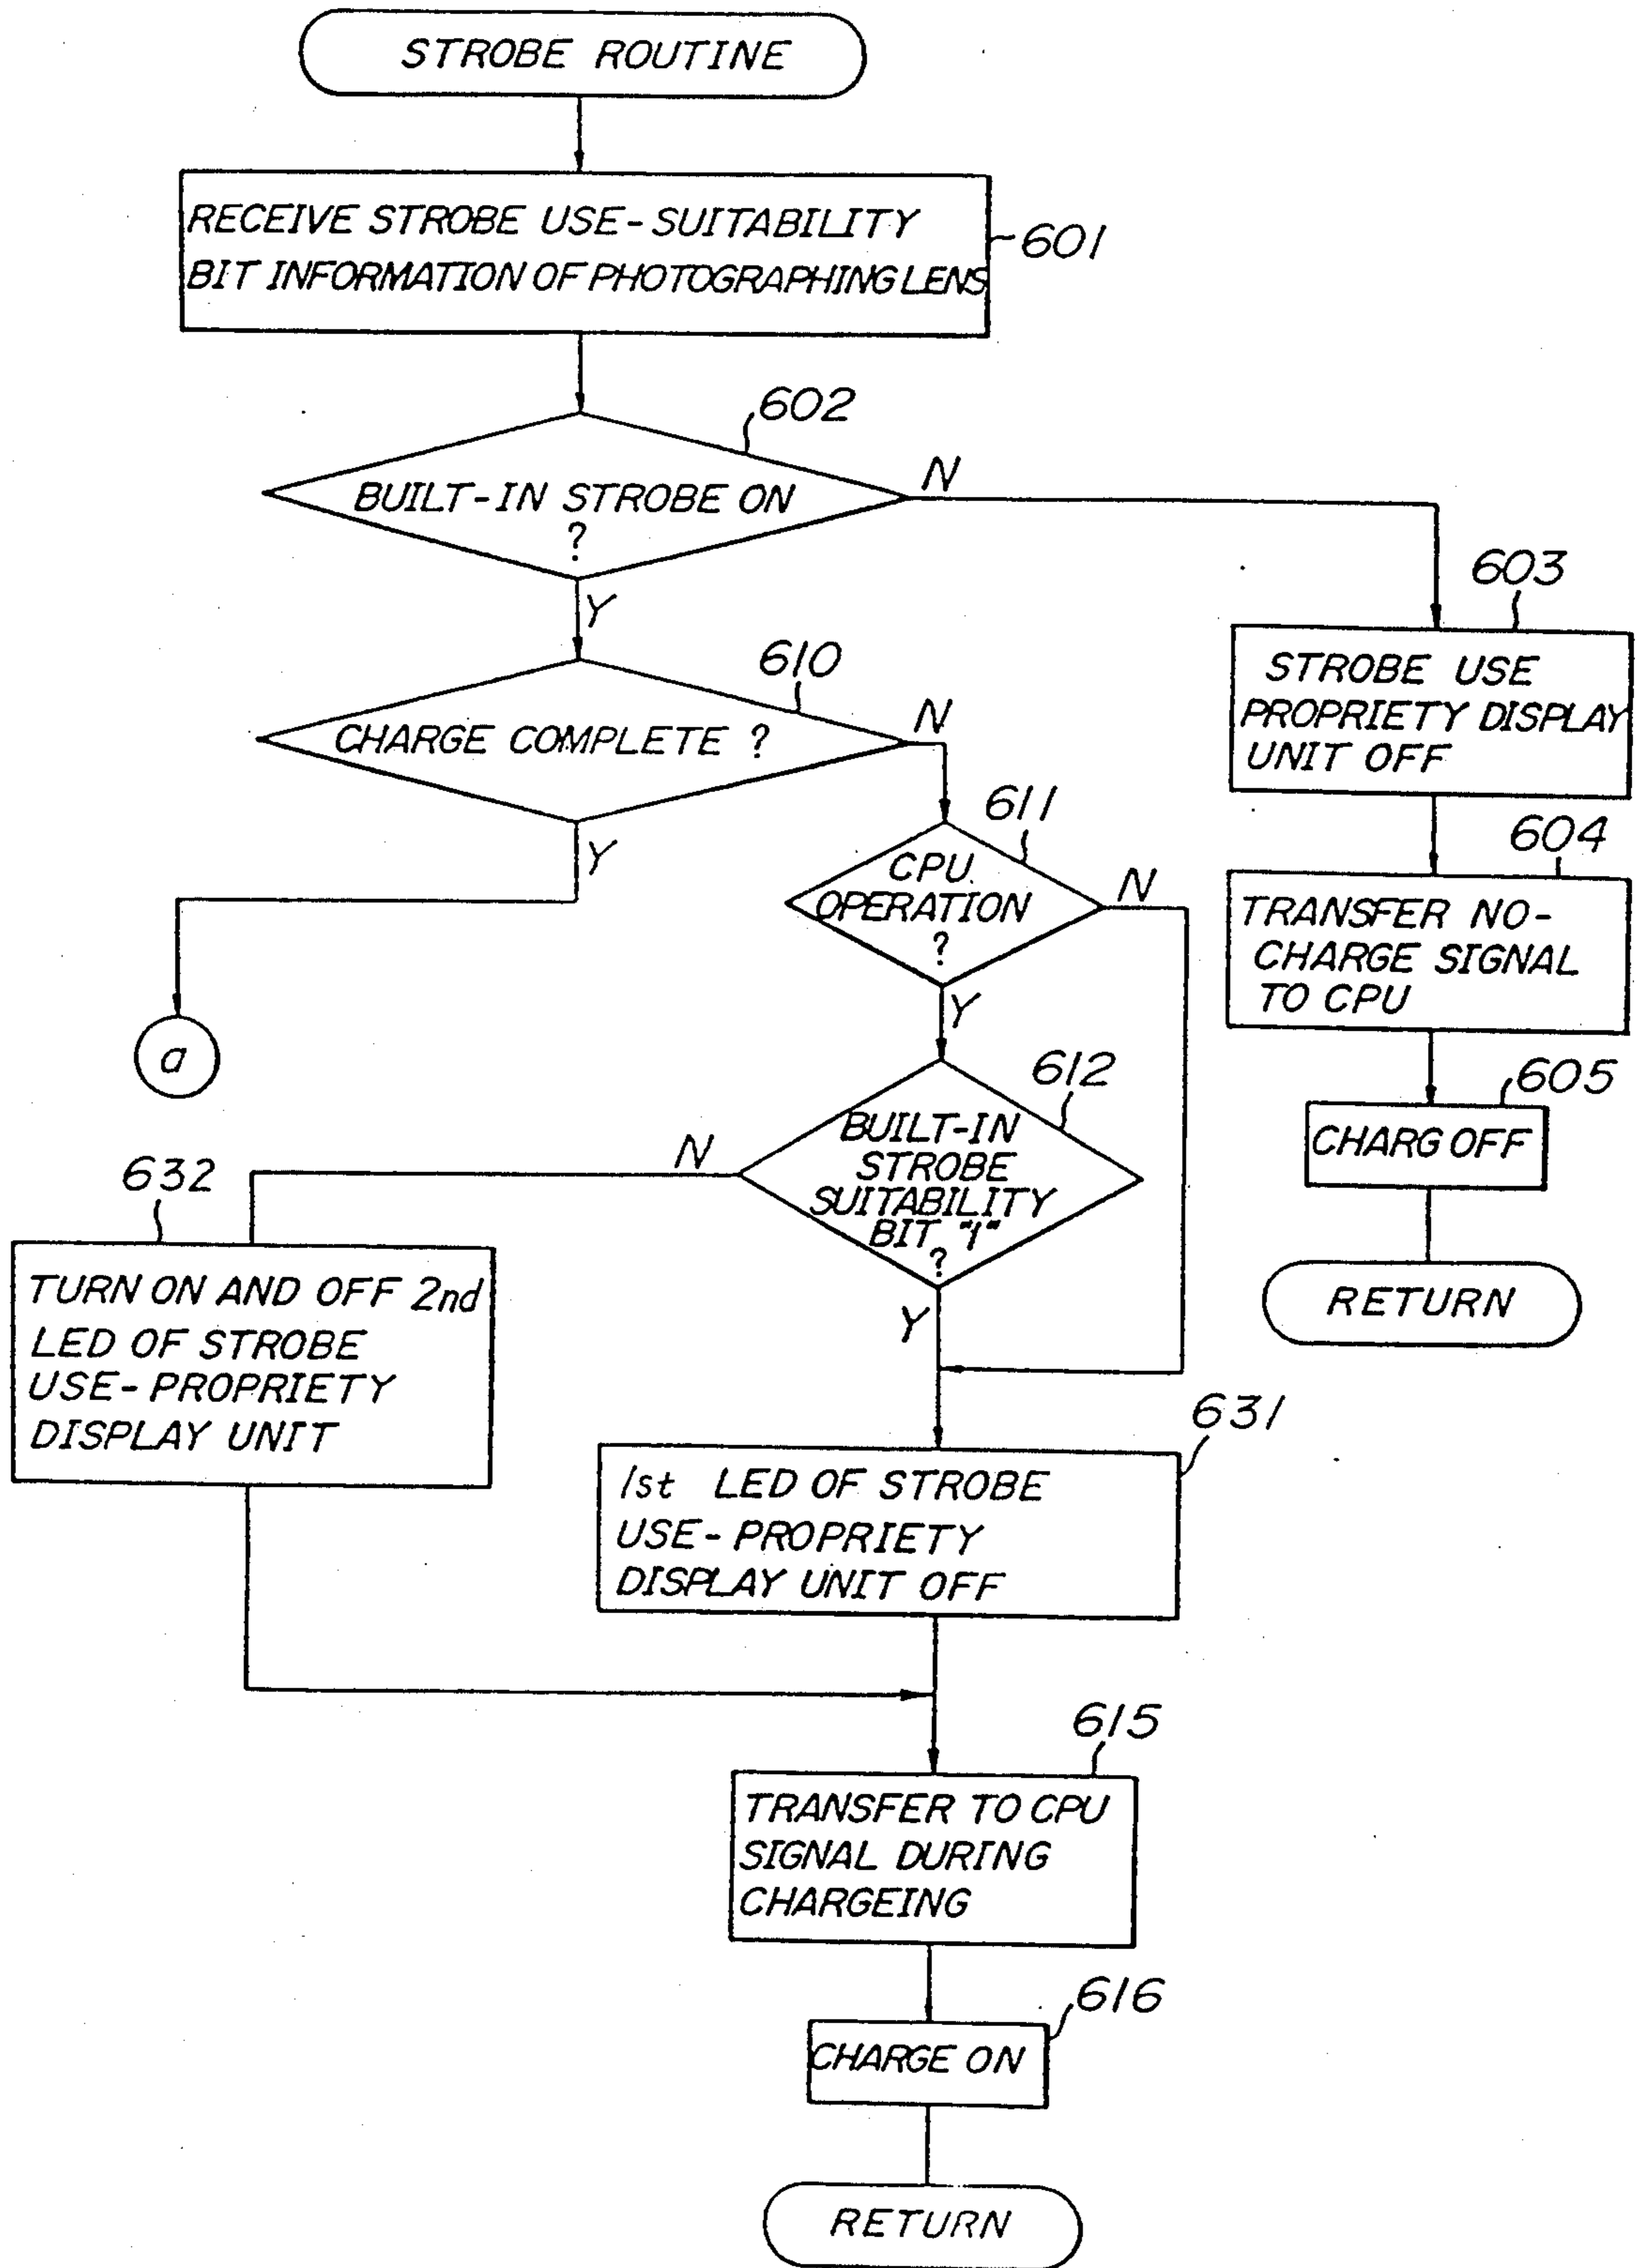 STROBE ROUTINE
RECEIVE STROBE USE-SUITABILITY
BIT INFORMATION OF PHOTOGRAPHING LENS
601
602
BUILT-IN STROBE ON
?
N
Y
603
STROBE USE
PROPRIETY DISPLAY
UNIT OFF
610
CHARGE COMPLETE ?
N
Y
604
TRANSFER NO-
CHARGE SIGNAL
TO CPU
611
CPU
OPERATION
?
N
Y
a
605
CHARG OFF
RETURN
612
BUILT-IN
STROBE
SUITABILITY
BIT "1"
?
N
Y
632
TURN ON AND OFF 2nd
LED OF STROBE
USE-PROPRIETY
DISPLAY UNIT
631
1st LED OF STROBE
USE-PROPRIETY
DISPLAY UNIT OFF
615
TRANSFER TO CPU
SIGNAL DURING
CHARGEING
616
CHARGE ON
RETURN